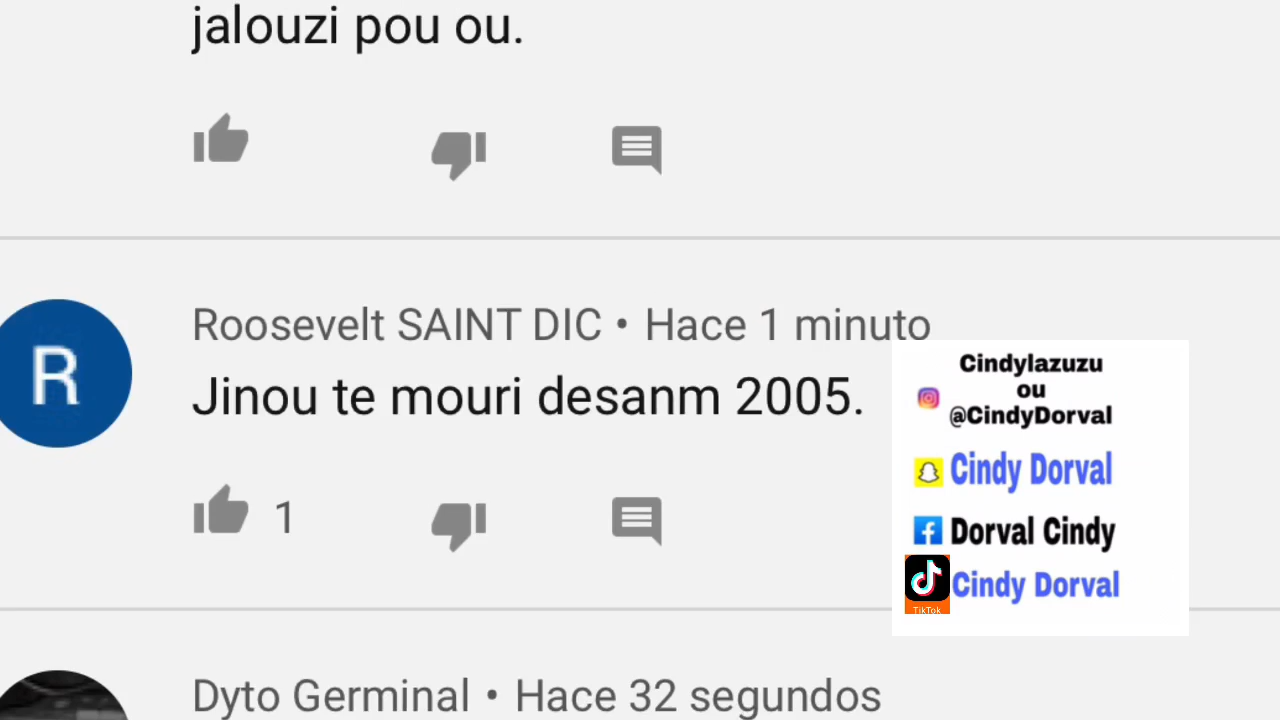 jalouzi pou ou.
R
Roosevelt SAINT DIC • Hace 1 minuto
Jinou te mouri desanm 2005.
1
Cindylazuzu
ou
@CindyDorval
Cindy Dorval
Dorval Cindy
Cindy Dorval
TikTok
Dyto Germinal • Hace 32 segundos